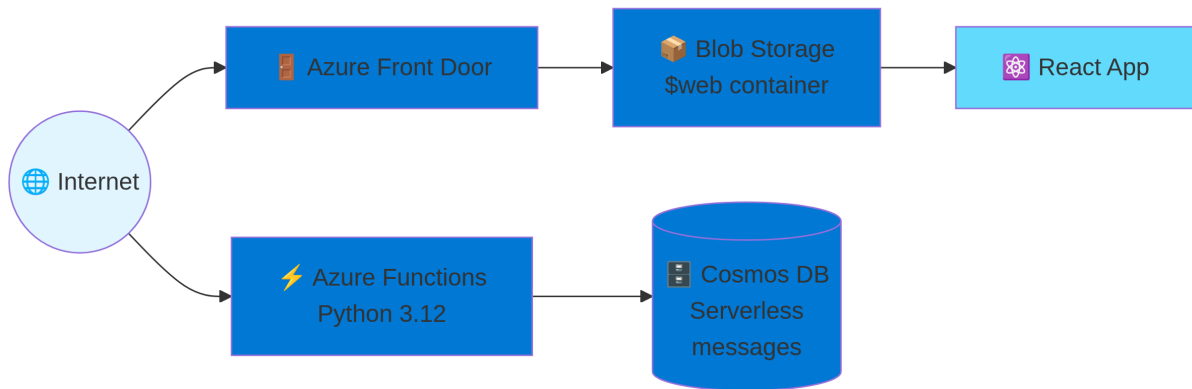 🌐 Internet
🚪 Azure Front Door
📦 Blob Storage
$web container
⚛️ React App
⚡ Azure Functions
Python 3.12
🗄️ Cosmos DB
Serverless
messages